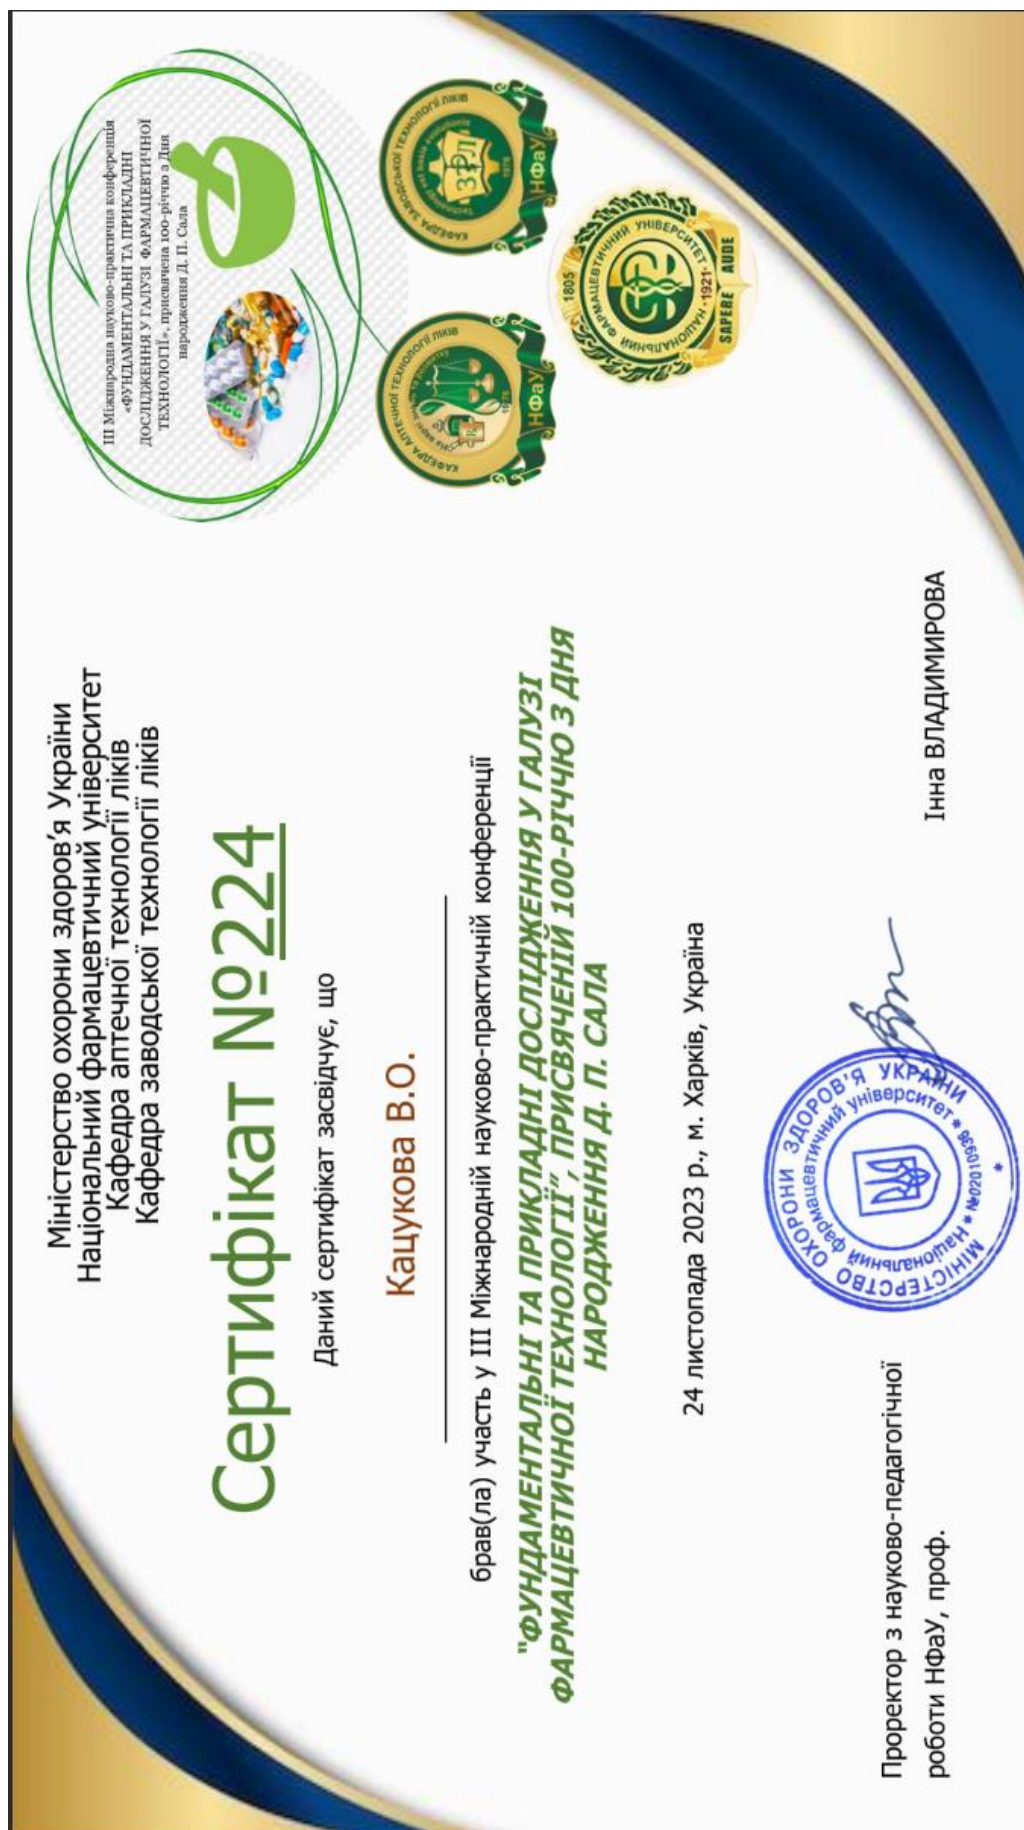 Міністерство охорони здоров'я України
Національний фармацевтичний університет
Кафедра аптечної технології ліків
Кафедра заводської технології ліків
ІІІ Міжнародна науково-практична конференція
«ФУНДАМЕНТАЛЬНІ ТА ПРИКЛАДНІ
ДОСЛІДЖЕННЯ У ГАЛУЗІ ФАРМАЦЕВТИЧНОЇ
ТЕХНОЛОГІЇ», присвячена 100-річчю з Дня
народження Д. П. Сала
Сертифікат №224
Даний сертифікат засвідчує, що
Кацукова В.О.
брав(ла) участь у ІІІ Міжнародній науково-практичній конференції
"ФУНДАМЕНТАЛЬНІ ТА ПРИКЛАДНІ ДОСЛІДЖЕННЯ У ГАЛУЗІ
ФАРМАЦЕВТИЧНОЇ ТЕХНОЛОГІЇ", ПРИСВЯЧЕНІЙ 100-РІЧЧЮ З ДНЯ
НАРОДЖЕННЯ Д. П. САЛА
КАФЕДРА АПТЕЧНОЇ ТЕХНОЛОГІЇ ЛІКІВ
1978
НФаУ
КАФЕДРА ЗАВОДСЬКОЇ ТЕХНОЛОГІЇ ЛІКІВ
ЗТЛ
1978
НФаУ
1805
НАЦІОНАЛЬНИЙ ФАРМАЦЕВТИЧНИЙ УНІВЕРСИТЕТ
·1921·
SAPERE AUDE
24 листопада 2023 р., м. Харків, Україна
Проректор з науково-педагогічної
роботи НФаУ, проф.
МІНІСТЕРСТВО ОХОРОНИ ЗДОРОВ'Я УКРАЇНИ
Національний фармацевтичний університет * №02010936 *
Інна ВЛАДИМИРОВА